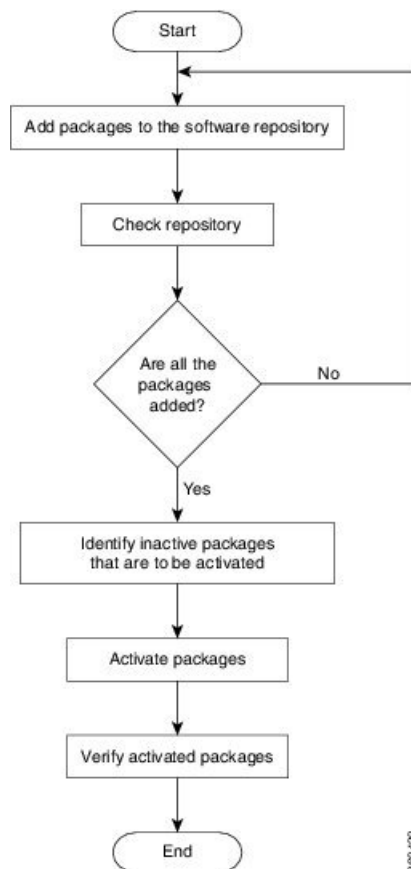 Start
Add packages to the software repository
Check repository
Are all the
packages
added?
No
Yes
Identify inactive packages
that are to be activated
Activate packages
Verify activated packages
End